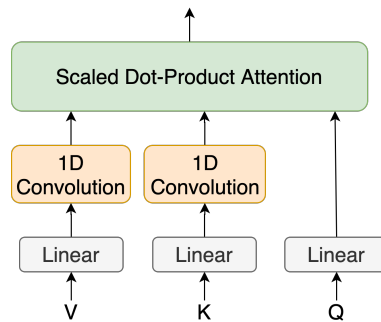 Scaled Dot-Product Attention
1D
Convolution
1D
Convolution
Linear
Linear
Linear
V
K
Q